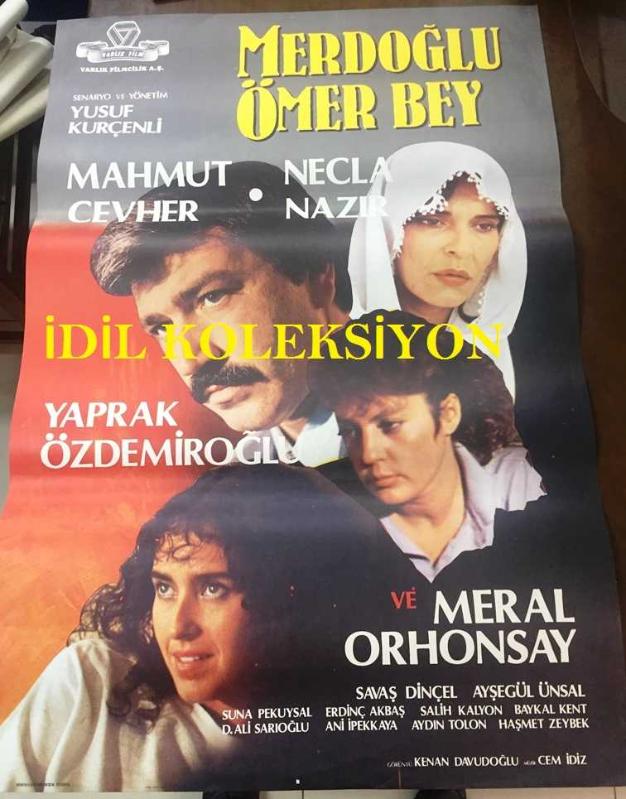 VARLIK FİLM
VARLIK FİLMCİLİK A.Ş.
MERDOĞLU
ÖMER BEY
SENARYO VE YÖNETİM
YUSUF
KURÇENLİ
MAHMUT • NECLA
CEVHER NAZIR
İDİL KOLEKSİYON
YAPRAK
ÖZDEMİROĞLU
VE MERAL
ORHONSAY
SAVAŞ DİNÇEL AYŞEGÜL ÜNSAL
SUNA PEKUYSAL ERDİNÇ AKBAŞ SALİH KALYON BAYKAL KENT
D.ALİ SARIOĞLU ANİ İPEKKAYA AYDIN TOLON HAŞMET ZEYBEK
GÖRÜNTÜ KENAN DAVUDOĞLU MÜZİK CEM İDİZ